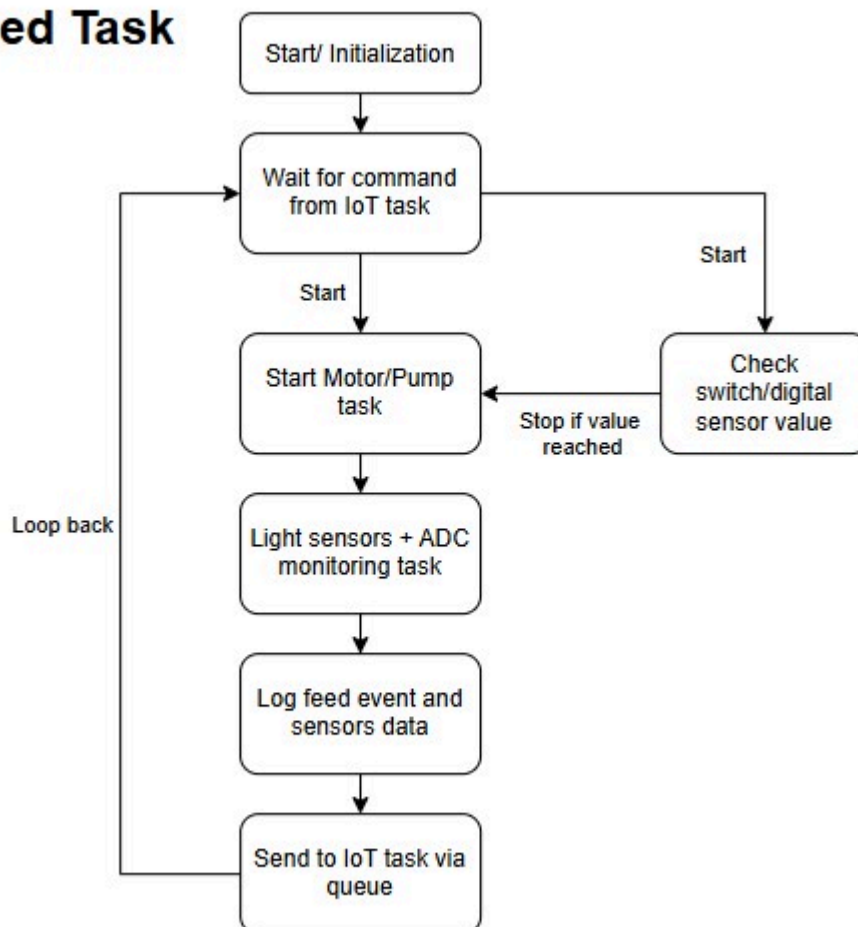 ed Task
Start/ Initialization
Wait for command
from IoT task
Start
Start
Start Motor/Pump
task
Check
switch/digital
sensor value
Stop if value
reached
Light sensors + ADC
monitoring task
Loop back
Log feed event and
sensors data
Send to IoT task via
queue